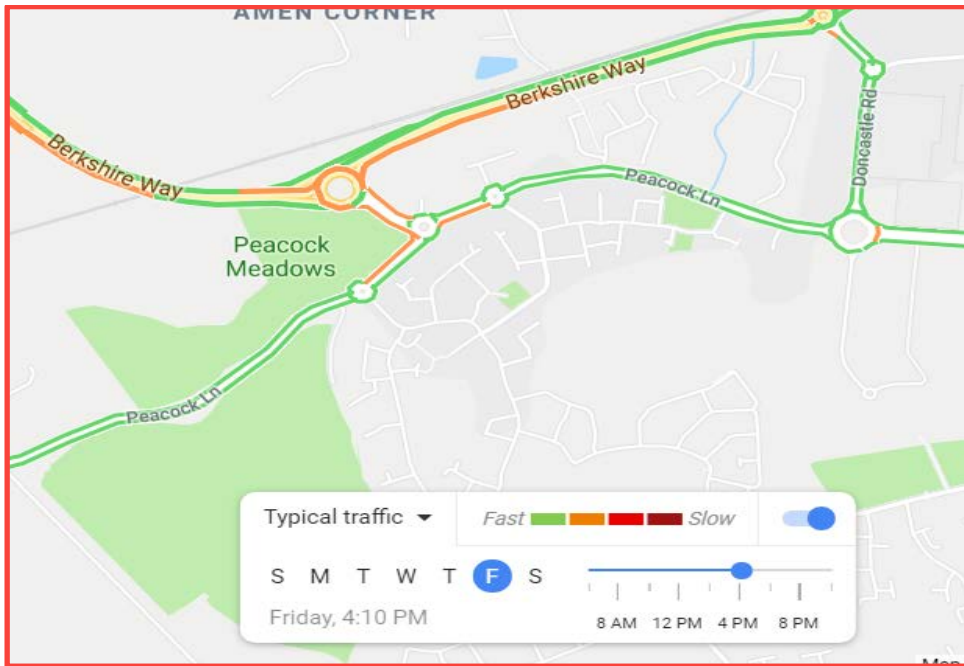 AMEN CORNER
Berkshire Way
Berkshire Way
Doncastle Rd
Peacock Ln
Peacock
Meadows
Peacock Ln
Typical traffic
Fast Slow
S M T W T F S
Friday, 4:10 PM
8 AM 12 PM 4 PM 8 PM